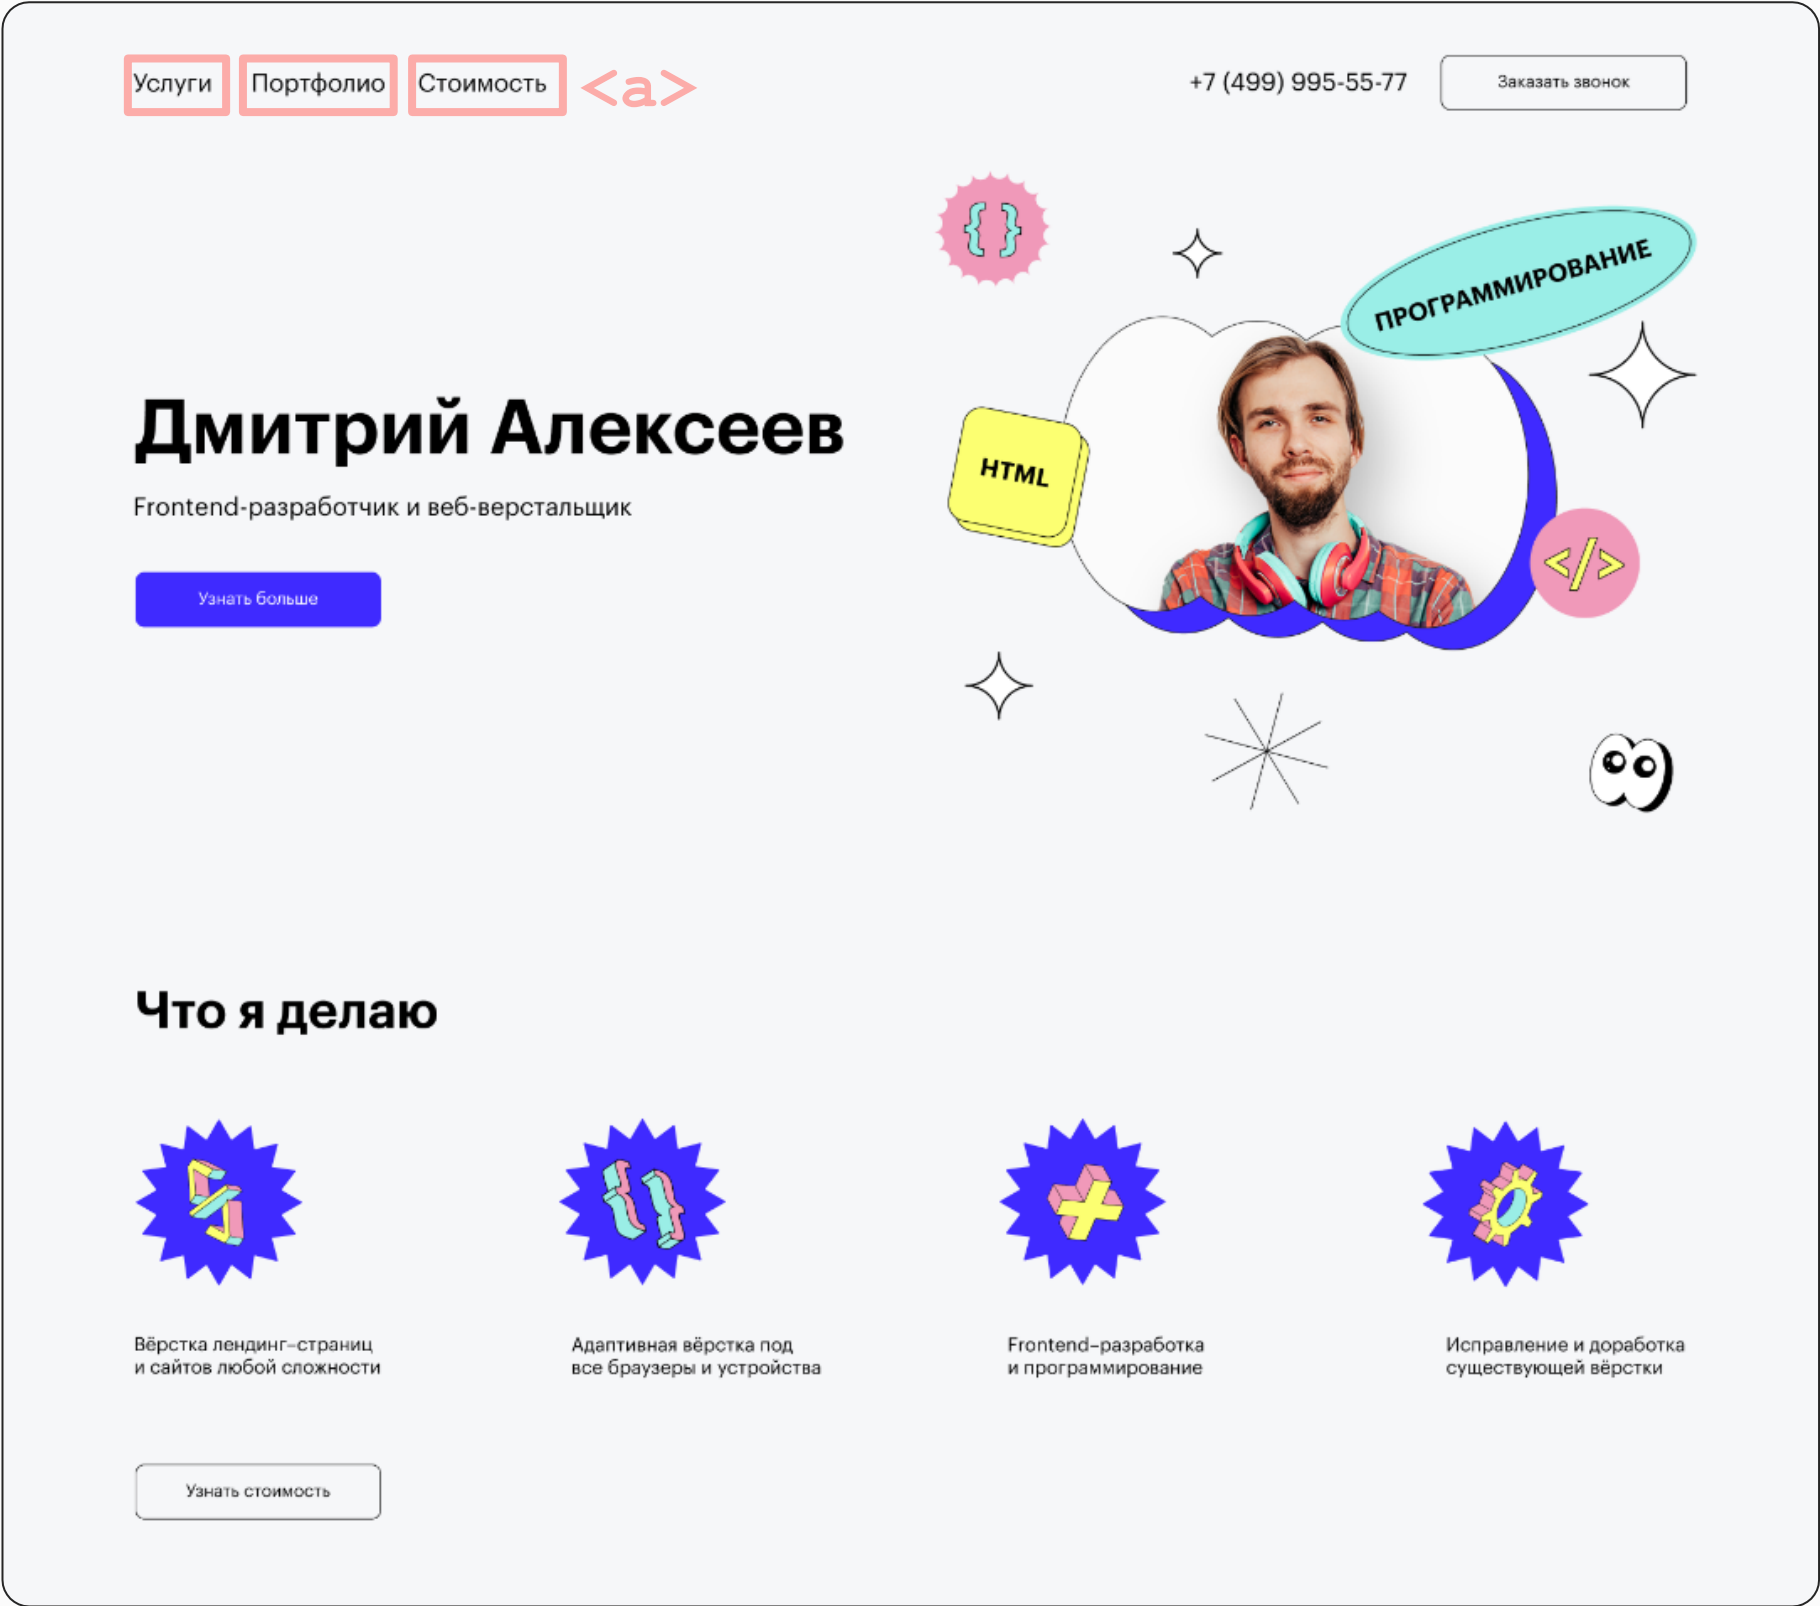 Услуги Портфолио Стоимость <a> +7 (499) 995-55-77 Заказать звонок
{ }
ПРОГРАММИРОВАНИЕ
Дмитрий Алексеев
HTML
Frontend-разработчик и веб-верстальщик
</>
Узнать больше
Что я делаю
Вёрстка лендинг-страниц
и сайтов любой сложности
Адаптивная вёрстка под
все браузеры и устройства
Frontend-разработка
и программирование
Исправление и доработка
существующей вёрстки
Узнать стоимость